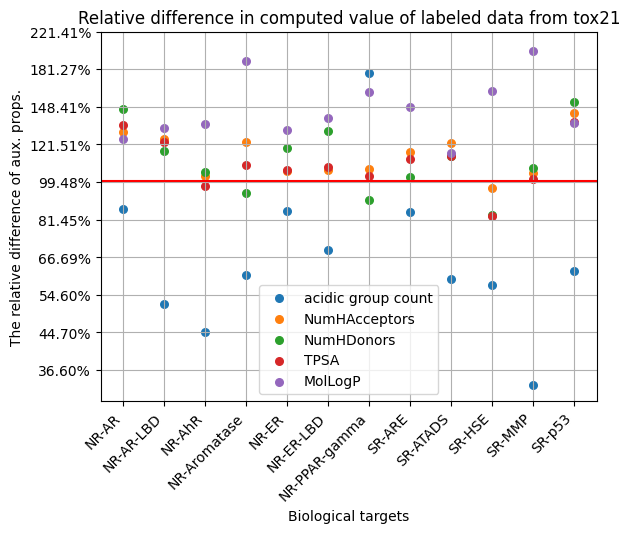 Relative difference in computed value of labeled data from tox21
221.41%
181.27%
148.41%
121.51%
99.48%
81.45%
66.69%
54.60%
44.70%
36.60%
The relative difference of aux. props.
acidic group count
NumHAcceptors
NumHDonors
TPSA
MolLogP
NR-AR
NR-AR-LBD
NR-AhR
NR-Aromatase
NR-ER
NR-ER-LBD
NR-PPAR-gamma
SR-ARE
SR-ATADS
SR-HSE
SR-MMP
SR-p53
Biological targets